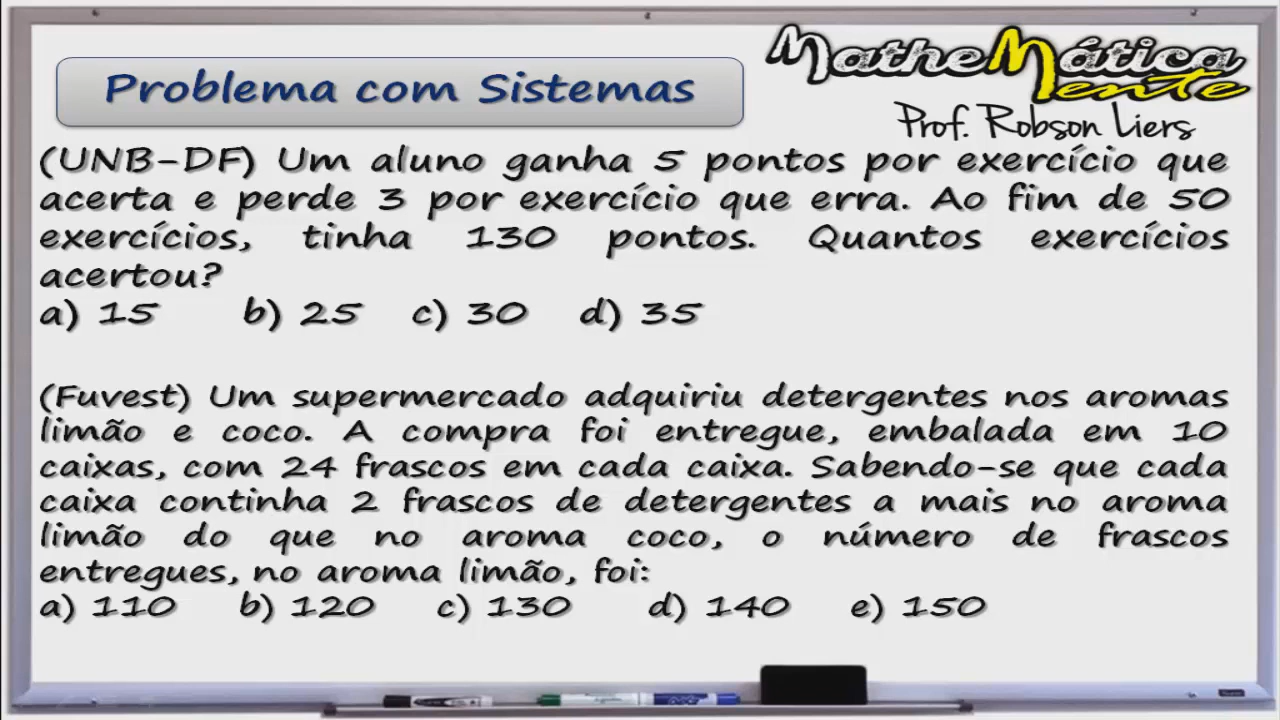 MatheMática
mente
Problema com Sistemas
Prof. Robson Liers
(UNB-DF) Um aluno ganha 5 pontos por exercício que
acerta e perde 3 por exercício que erra. Ao fim de 50
exercícios, tinha 130 pontos. Quantos exercícios
acertou?
a) 15 b) 25 c) 30 d) 35
(Fuvest) Um supermercado adquiriu detergentes nos aromas
limão e coco. A compra foi entregue, embalada em 10
caixas, com 24 frascos em cada caixa. Sabendo-se que cada
caixa continha 2 frascos de detergentes a mais no aroma
limão do que no aroma coco, o número de frascos
entregues, no aroma limão, foi:
a) 110 b) 120 c) 130 d) 140 e) 150